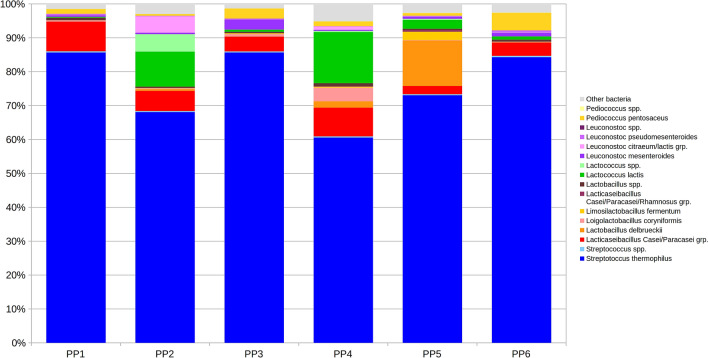 100%
90%
80%
70%
60%
50%
40%
30%
20%
10%
0%
PP1 PP2 PP3 PP4 PP5 PP6
Other bacteria
Pediococcus spp.
Pediococcus pentosaceus
Leuconostoc spp.
Leuconostoc pseudomesenteroides
Leuconostoc citraeum/lactis grp.
Leuconostoc mesenteroides
Lactococcus spp.
Lactococcus lactis
Lactobacillus spp.
Lacticaseibacillus
Casei/Paracasei/Rhamnosus grp.
Limosilactobacillus fermentum
Loigolactobacillus coryniformis
Lactobacillus delbrueckii
Lacticaseibacillus Casei/Paracasei grp.
Streptococcus spp.
Streptotoccus thermophilus